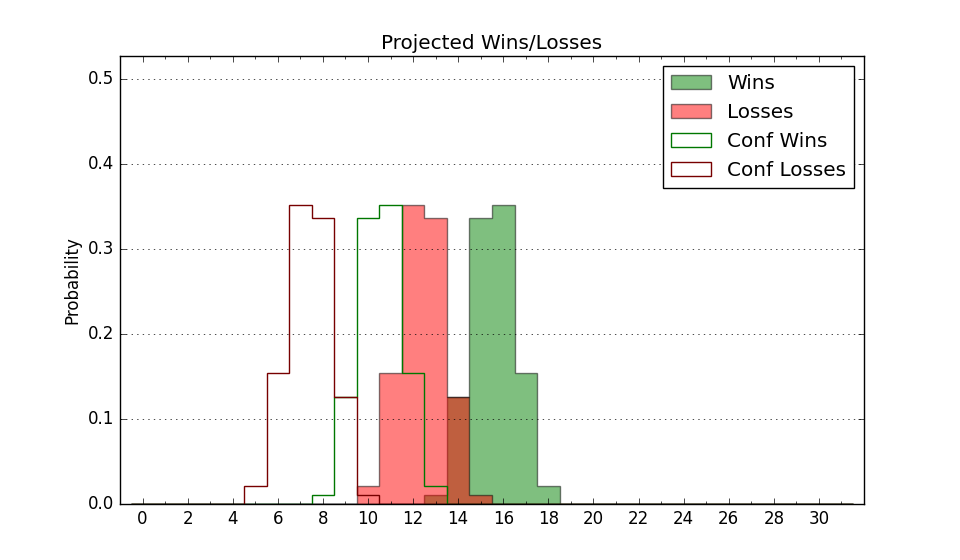 Projected Wins/Losses
Wins
Losses
Conf Wins
Conf Losses
Probability
0.5
0.4
0.3
0.2
0.1
0.0
0 2 4 6 8 10 12 14 16 18 20 22 24 26 28 30